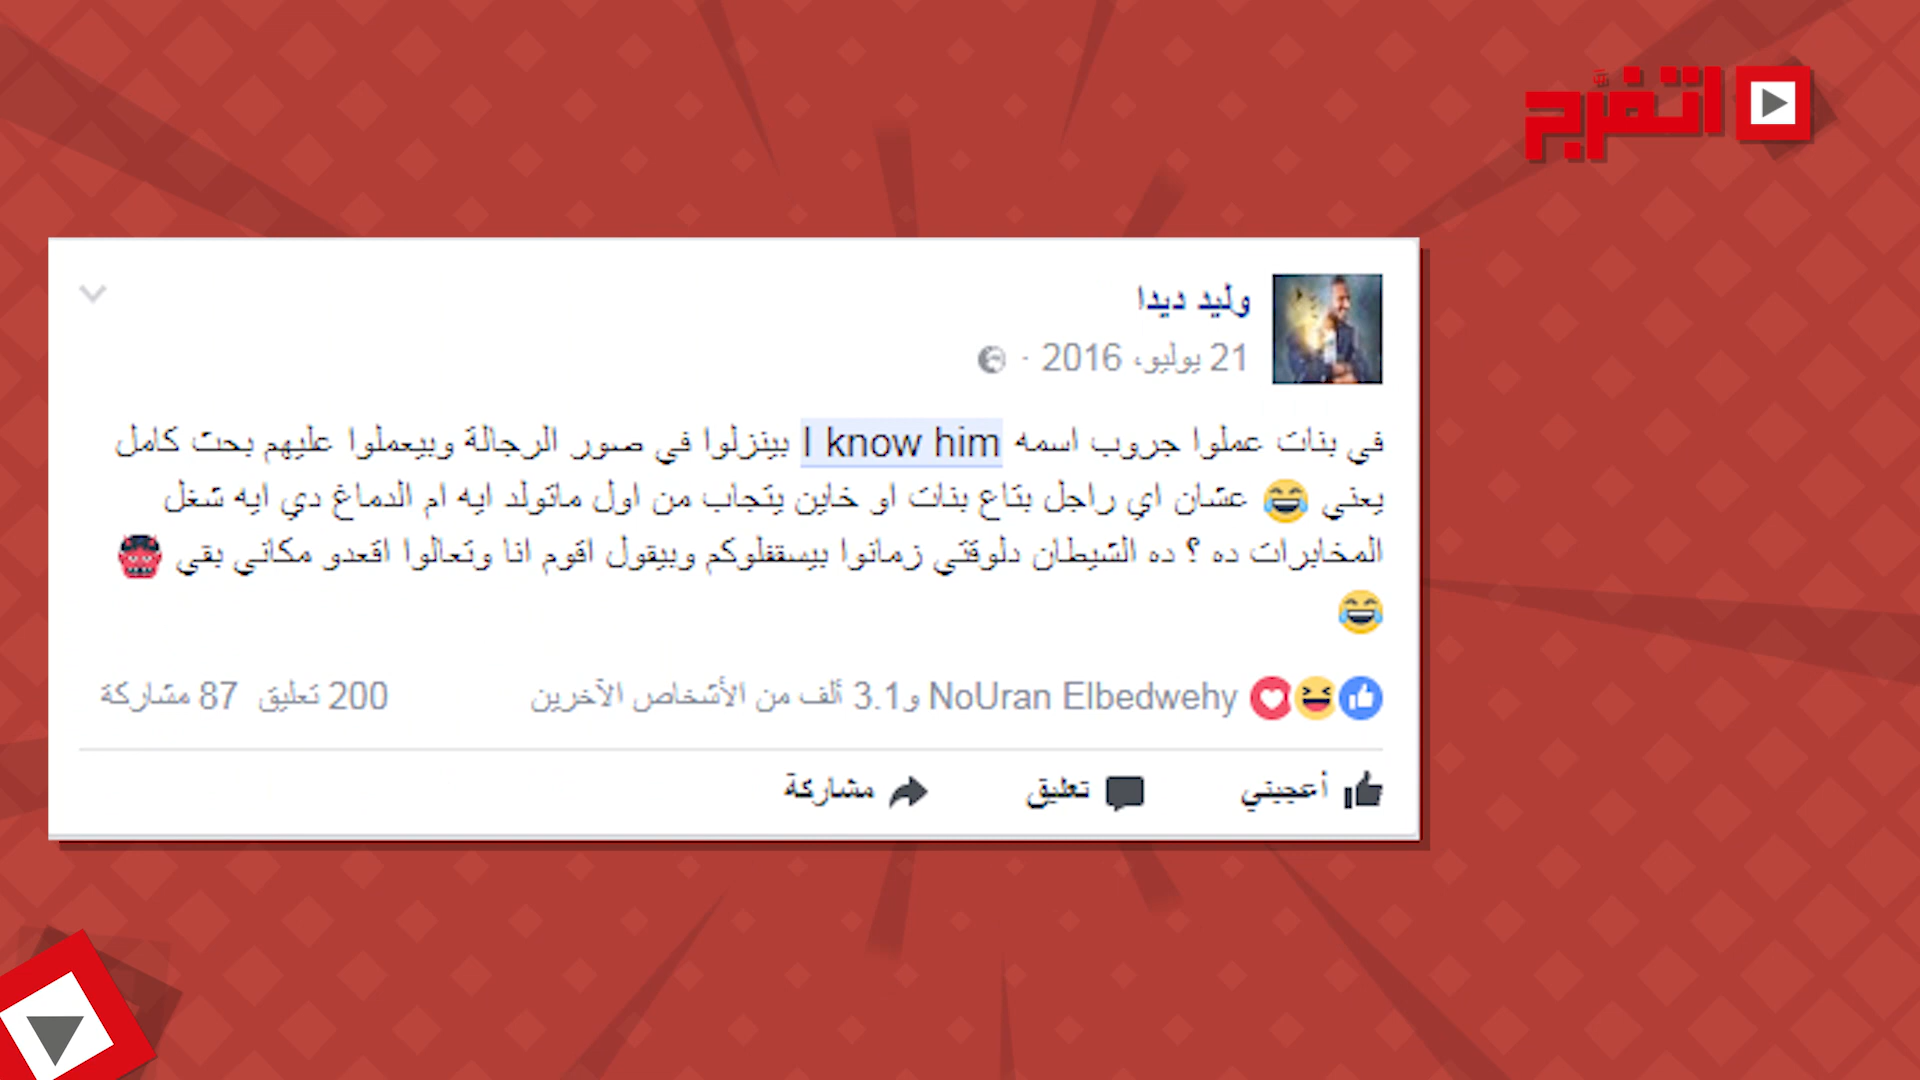 اتفرَّج
وليد ديدا
21 يوليو، 2016 ·
في بنات عملوا جروب اسمه I know him بينزلوا في صور الرجالة وبيعملوا عليهم بحث كامل
يعني 😂 عشان اي راجل بتاع بنات او خاين يتجاب من اول ماتولد ايه ام الدماغ دي ايه شغل
المخابرات ده ؟ ده الشيطان دلوقتي زمانوا بيسقفلوكم وبيقول اقوم انا وتعالوا اقعدو مكاني بقي 👹
😂
NoUran Elbedwehy و3.1 ألف من الأشخاص الآخرين
200 تعليق 87 مشاركة
أعجبني تعليق مشاركة